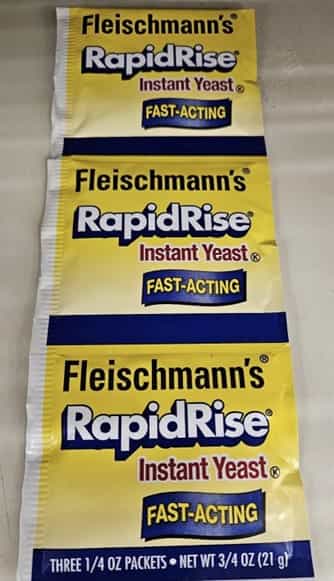 Fleischmann's®
RapidRise®
Instant Yeast Ⓚ
FAST-ACTING
Fleischmann's®
RapidRise®
Instant Yeast Ⓚ
FAST-ACTING
Fleischmann's®
RapidRise®
Instant Yeast Ⓚ
FAST-ACTING
THREE 1/4 OZ PACKETS • NET WT 3/4 OZ (21 g)